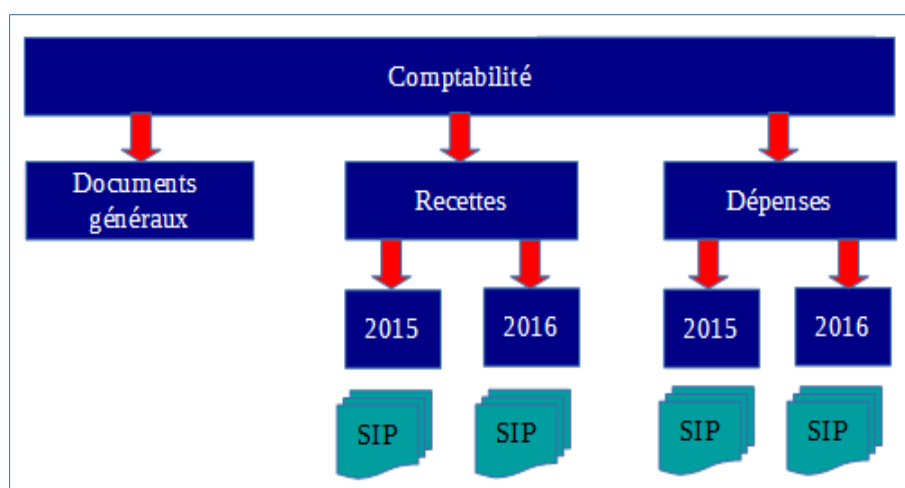 Comptabilité
Documents
généraux
Recettes
Dépenses
2015
2016
2015
2016
SIP
SIP
SIP
SIP